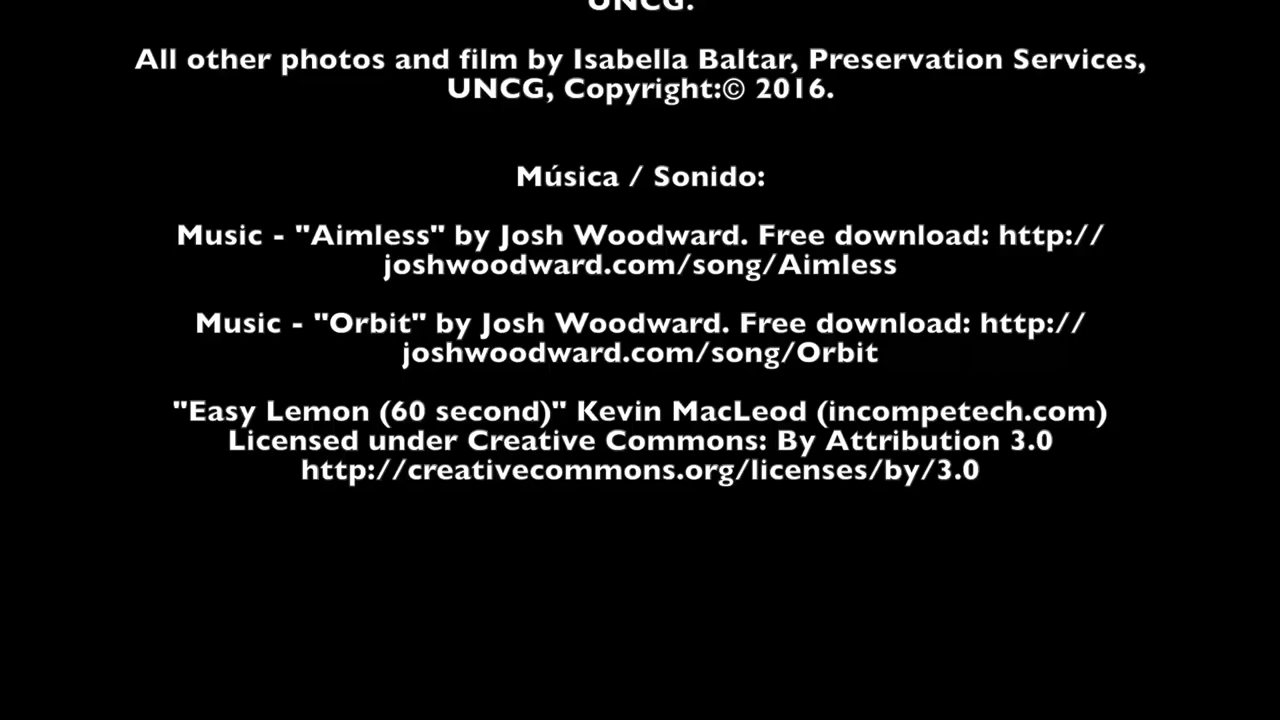 UNCG.
All other photos and film by Isabella Baltar, Preservation Services,
UNCG, Copyright:© 2016.
Música / Sonido:
Music - "Aimless" by Josh Woodward. Free download: http://
joshwoodward.com/song/Aimless
Music - "Orbit" by Josh Woodward. Free download: http://
joshwoodward.com/song/Orbit
"Easy Lemon (60 second)" Kevin MacLeod (incompetech.com)
Licensed under Creative Commons: By Attribution 3.0
http://creativecommons.org/licenses/by/3.0